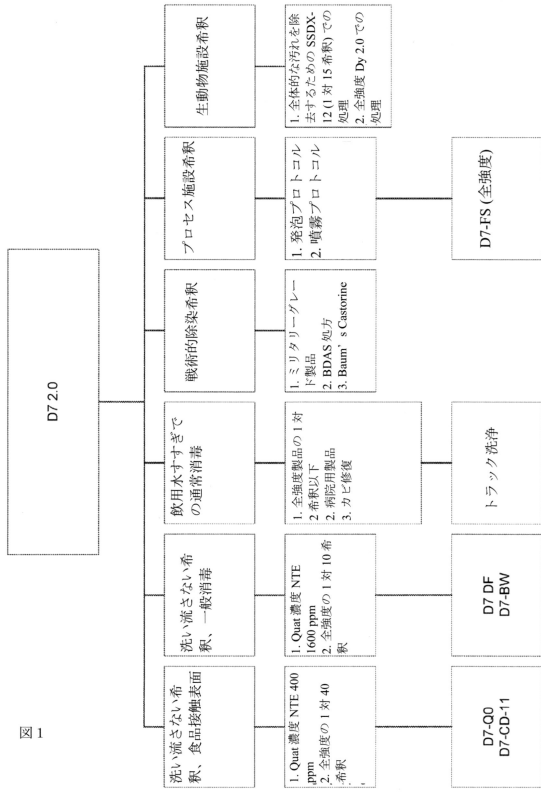 図1
D7 2.0
洗い流さない希
釈、食品接触表面
1. Quat 濃度 NTE 400
ppm
2. 全強度の 1 対 40
希釈
D7-Q0
D7-CD-11
洗い流さない希
釈、一般消毒
1. Quat 濃度 NTE
1600 ppm
2. 全強度の 1 対 10 希
釈
D7 DF
D7-BW
飲用水すすぎで
の通常消毒
1. 全強度製品の 1 対
2 希釈以下
2. 病院用製品
3. カビ修復
トラック洗浄
戦術的除染希釈
1. ミリタリーグレー
ド製品
2. BDAS 処方
3. Baum’s Castorine
プロセス施設希釈
1. 発泡プロトコル
2. 噴霧プロトコル
D7-FS (全強度)
生動物施設希釈
1. 全体的な汚れを除
去するための SSDX-
12 (1 対 15 希釈) での
処理
2. 全強度 Dy 2.0 での
処理